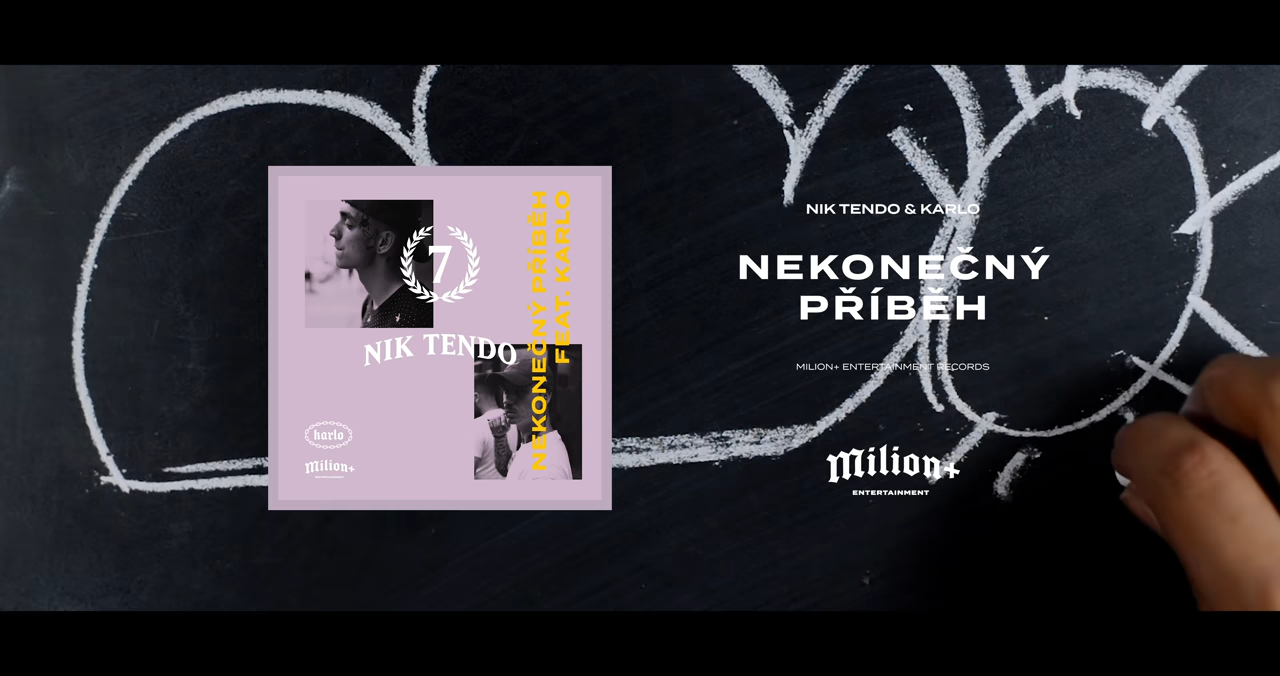 7
NIK TENDO
NEKONEČNÝ PŘÍBĚH
FEAT. KARLO
karlo
Milion+
NIK TENDO & KARLO
NEKONEČNÝ
PŘÍBĚH
MILION+ ENTERTAINMENT RECORDS
Milion+
ENTERTAINMENT